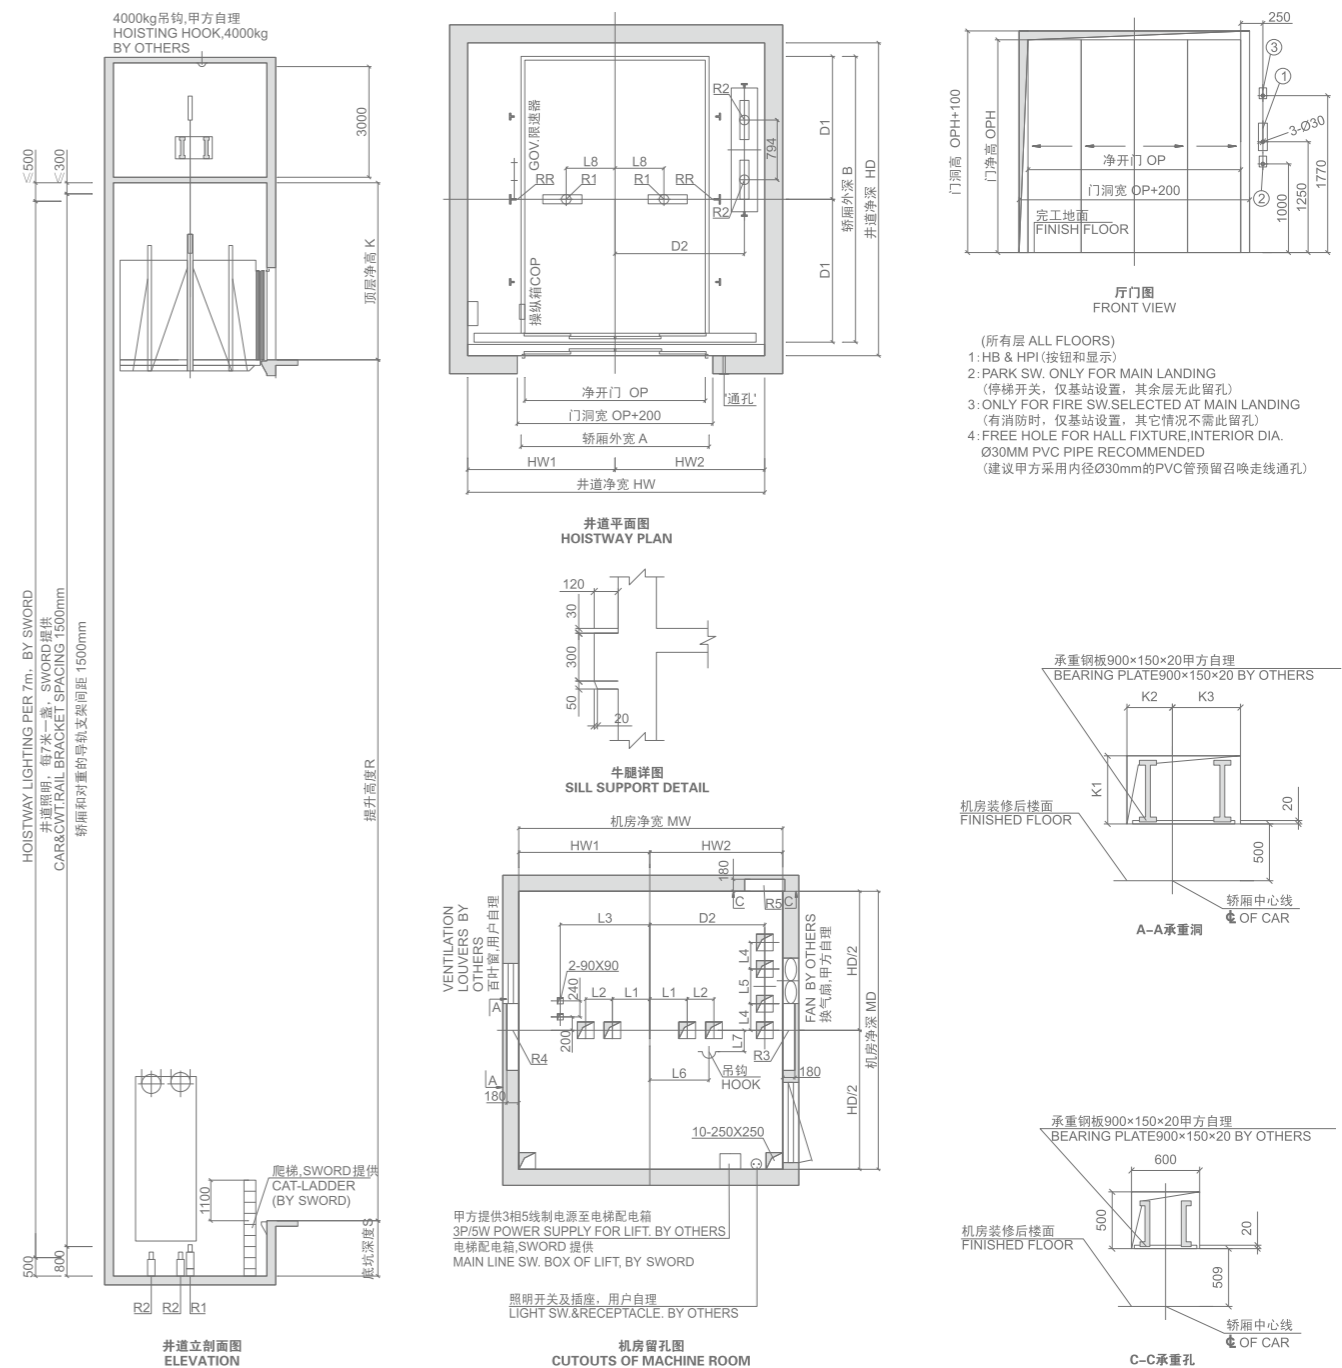 4000kg吊钩,甲方自理
HOISTING HOOK,4000kg
BY OTHERS
3000
≤500
≤300
顶层净高 K
HOISTWAY LIGHTING PER 7m，BY SWORD
井道照明，每7米一盏，SWORD提供
CAR&CWT.RAIL BRACKET SPACING 1500mm
轿厢和对重的导轨支架间距 1500mm
提升高度R
爬梯,SWORD提供
CAT-LADDER
(BY SWORD)
1100
底坑深度S
500
800
R2
R2
R1
井道立剖面图
ELEVATION
GOV.限速器
R2
794
D1
L8
L8
RR
R1
RR
R2
轿厢外深 B
井道净深 HD
D2
D1
操纵箱COP
净开门 OP
'通孔'
门洞宽 OP+200
轿厢外宽 A
HW1
HW2
井道净宽 HW
井道平面图
HOISTWAY PLAN
120
30
300
50
20
牛腿详图
SILL SUPPORT DETAIL
机房净宽 MW
HW1
HW2
180
C
R5
C
VENTILATION
LOUVERS BY
OTHERS
百叶窗,用户自理
L3
D2
2-90X90
240
L2
L1
L1
L2
L4
L5
L4
FAN BY OTHERS
换气扇,甲方自理
HD/2
机房净深 MD
A
200
R4
L7
R3
吊钩
HOOK
L6
A
180
180
HD/2
10-250X250
甲方提供3相5线制电源至电梯配电箱
3P/5W POWER SUPPLY FOR LIFT. BY OTHERS
电梯配电箱,SWORD 提供
MAIN LINE SW. BOX OF LIFT, BY SWORD
照明开关及插座，用户自理
LIGHT SW.&RECEPTACLE. BY OTHERS
机房留孔图
CUTOUTS OF MACHINE ROOM
250
③
①
3-Ø30
②
门洞高 OPH+100
门净高 OPH
净开门 OP
门洞宽 OP+200
完工地面
FINISH FLOOR
1000
1250
1770
厅门图
FRONT VIEW
(所有层 ALL FLOORS)
1:HB & HPI(按钮和显示)
2:PARK SW. ONLY FOR MAIN LANDING
(停梯开关，仅基站设置，其余层无此留孔)
3:ONLY FOR FIRE SW.SELECTED AT MAIN LANDING
(有消防时，仅基站设置，其它情况不需此留孔)
4:FREE HOLE FOR HALL FIXTURE,INTERIOR DIA.
Ø30MM PVC PIPE RECOMMENDED
(建议甲方采用内径Ø30mm的PVC管预留召唤走线通孔)
承重钢板900×150×20甲方自理
BEARING PLATE900×150×20 BY OTHERS
K2
K3
K1
20
机房装修后楼面
FINISHED FLOOR
500
轿厢中心线
℄ OF CAR
A–A承重洞
承重钢板900×150×20甲方自理
BEARING PLATE900×150×20 BY OTHERS
600
500
20
机房装修后楼面
FINISHED FLOOR
509
轿厢中心线
℄ OF CAR
C–C承重孔